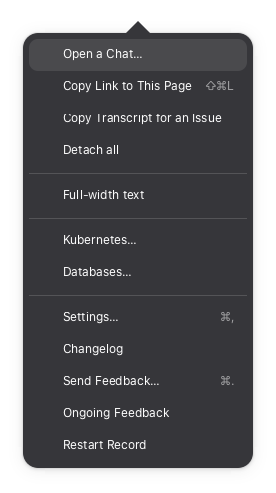 Open a Chat...
Copy Link to This Page ⇧⌘L
Copy Transcript for an Issue
Detach all
Full-width text
Kubernetes...
Databases...
Settings... ⌘,
Changelog
Send Feedback... ⌘.
Ongoing Feedback
Restart Record